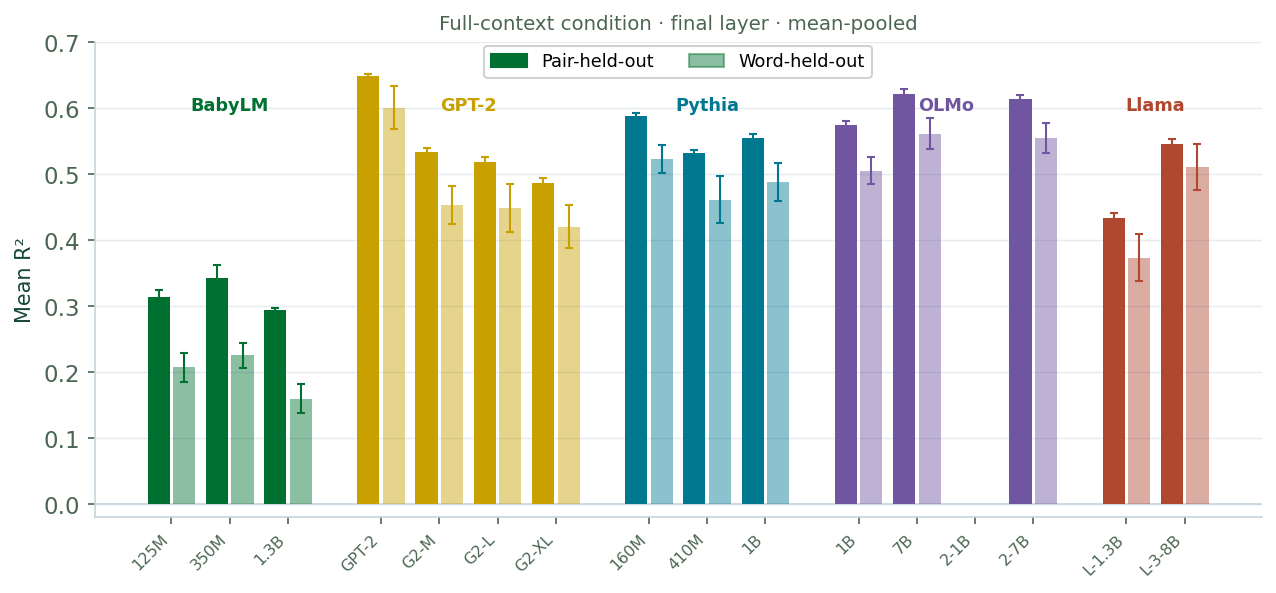 Full-context condition · final layer · mean-pooled
Pair-held-out Word-held-out
BabyLM GPT-2 Pythia OLMo Llama
Mean R²
0.7
0.6
0.5
0.4
0.3
0.2
0.1
0.0
125M 350M 1.3B GPT-2 G2-M G2-L G2-XL 160M 410M 1B 1B 7B 2-1B 2-7B L-1.3B L-3-8B